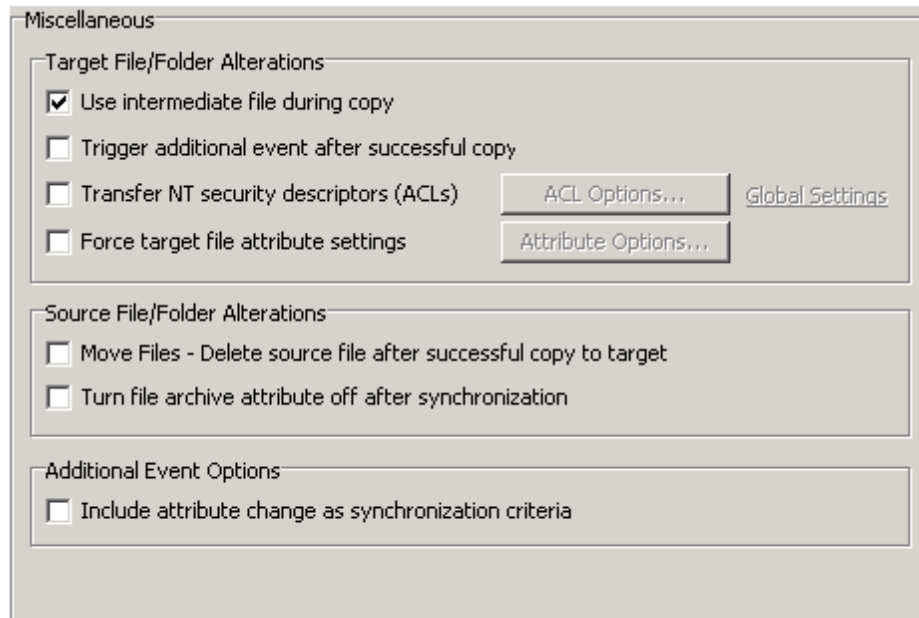 Miscellaneous
Target File/Folder Alterations
Use intermediate file during copy
Trigger additional event after successful copy
Transfer NT security descriptors (ACLs) ACL Options... Global Settings
Force target file attribute settings Attribute Options...
Source File/Folder Alterations
Move Files - Delete source file after successful copy to target
Turn file archive attribute off after synchronization
Additional Event Options
Include attribute change as synchronization criteria